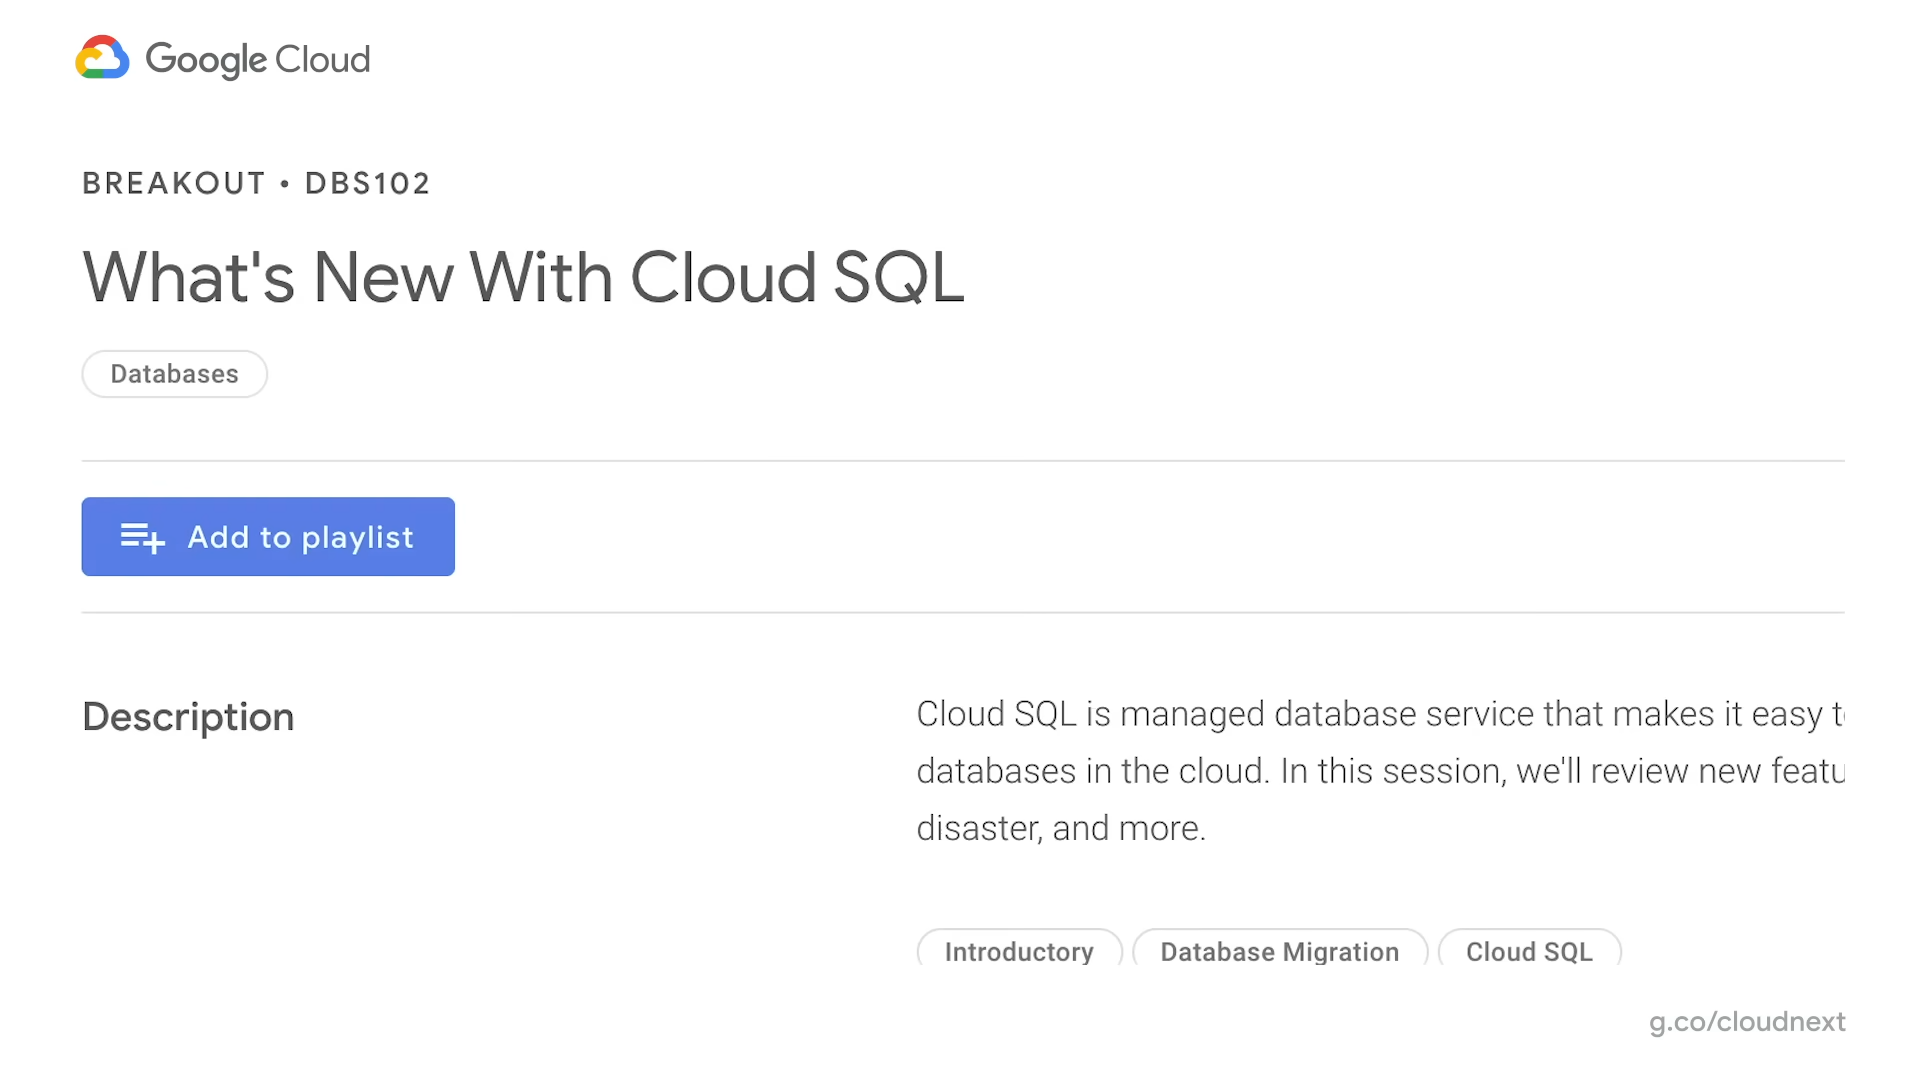 Google Cloud
BREAKOUT • DBS102
What's New With Cloud SQL
Databases
Add to playlist
Description
Cloud SQL is managed database service that makes it easy
databases in the cloud. In this session, we'll review new
disaster, and more.
Introductory
Database Migration
Cloud SQL
g.co/cloudnext